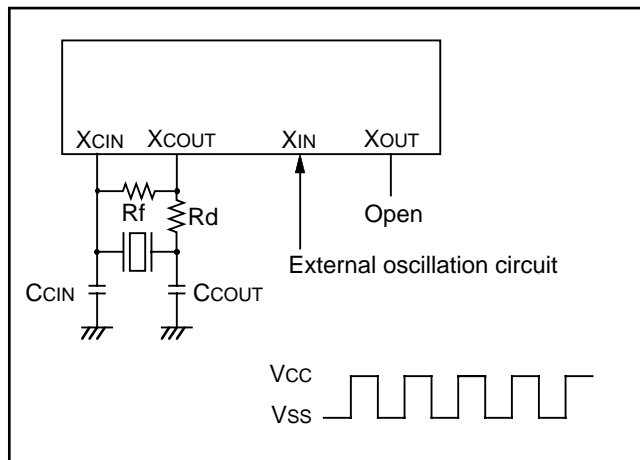 XCIN XCOUT XIN XOUT
Rf
Rd
Open
External oscillation circuit
CCIN CCOUT
VCC
VSS